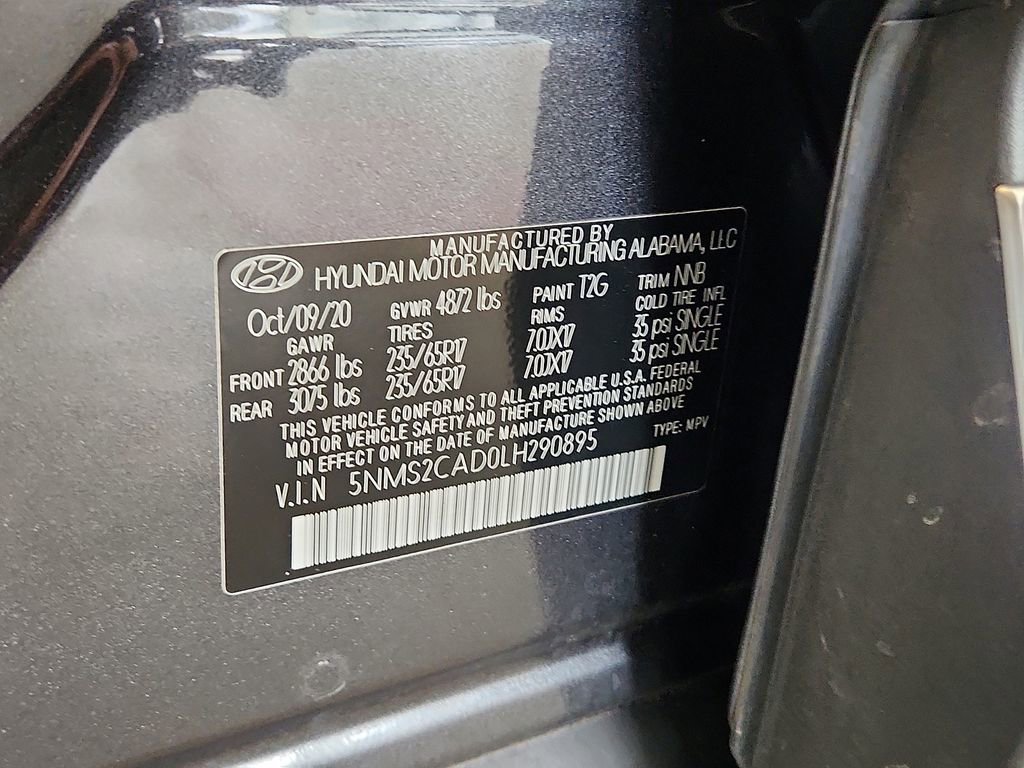 MANUFACTURED BY
HYUNDAI MOTOR MANUFACTURING ALABAMA, LLC
Oct/09/20 GVWR 4872 lbs PAINT T2G TRIM NNB
GAWR TIRES RIMS COLD TIRE INFL
FRONT 2866 lbs 235/65R17 7.0JX17 35 psi SINGLE
REAR 3075 lbs 235/65R17 7.0JX17 35 psi SINGLE
THIS VEHICLE CONFORMS TO ALL APPLICABLE U.S.A. FEDERAL
MOTOR VEHICLE SAFETY AND THEFT PREVENTION STANDARDS
IN EFFECT ON THE DATE OF MANUFACTURE SHOWN ABOVE
V.I.N 5NMS2CAD0LH290895 TYPE: MPV